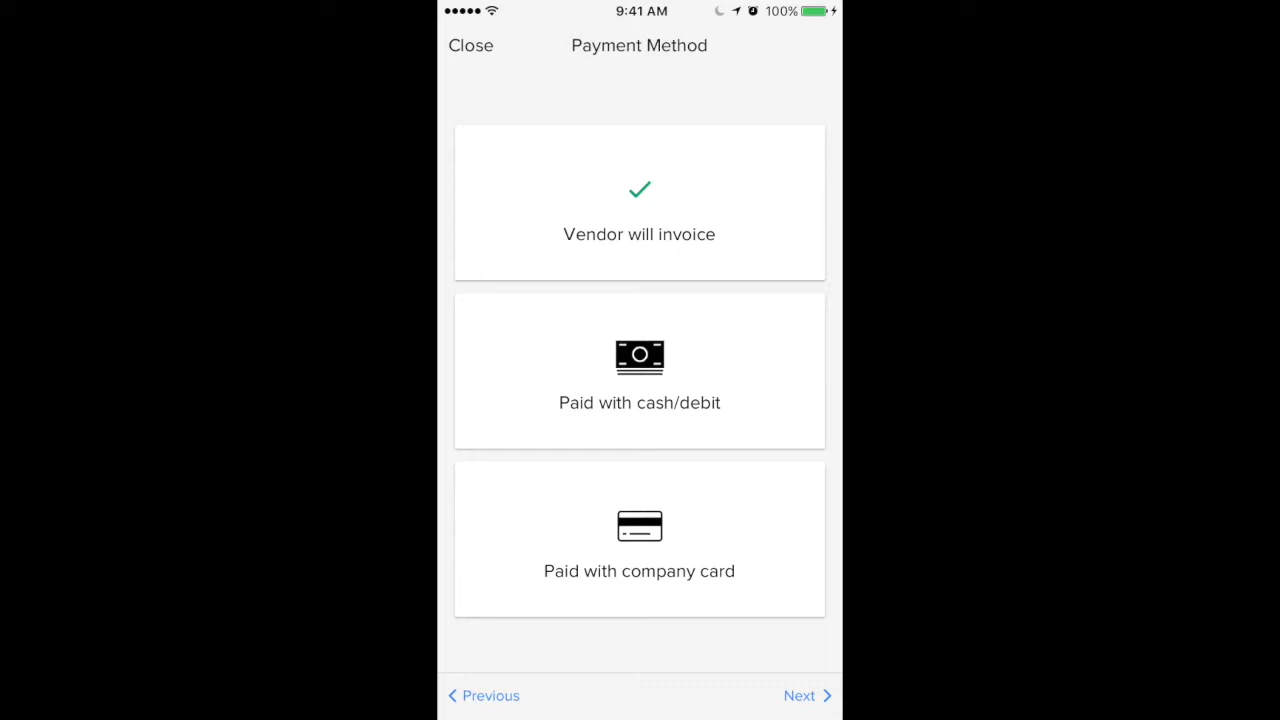 9:41 AM 100%
Close Payment Method
Vendor will invoice
Paid with cash/debit
Paid with company card
Previous Next